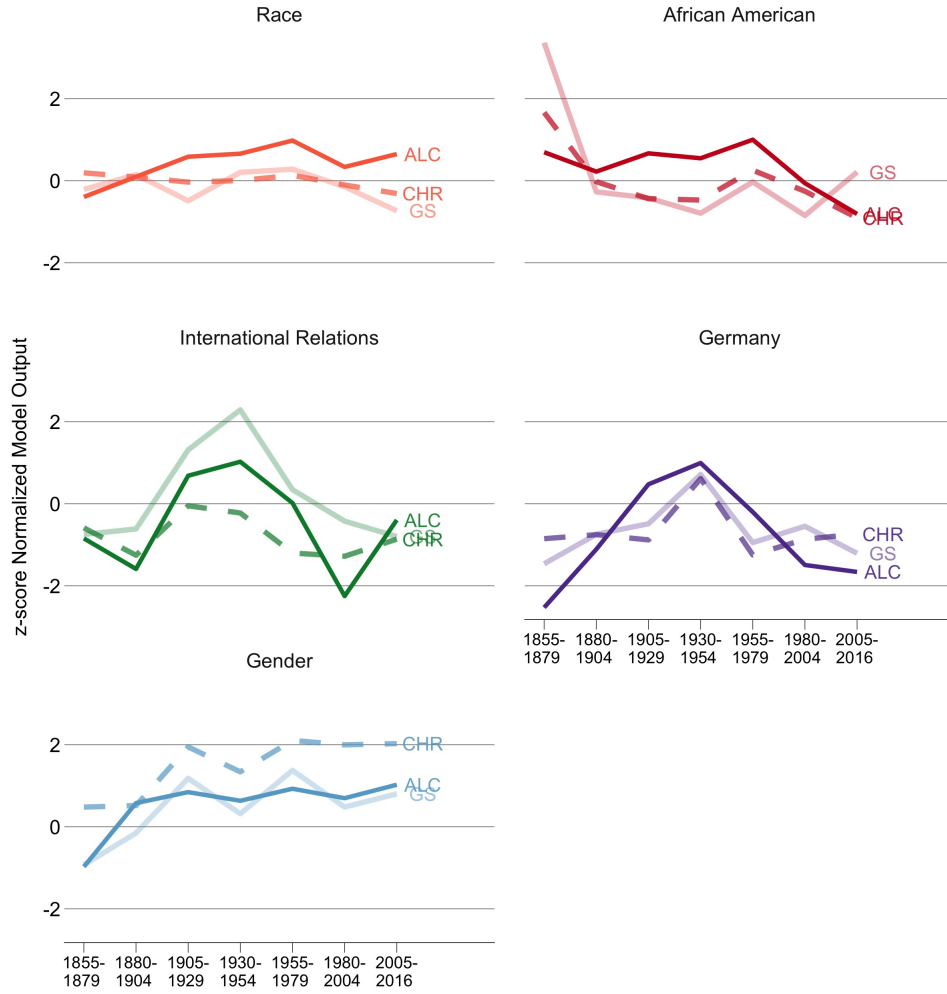 Race
African American
2
0
-2
ALC
CHR
GS
GS
ALC
CHR
z-score Normalized Model Output
International Relations
Germany
2
0
-2
ALC
GS
CHR
CHR
GS
ALC
1855-
1879
1880-
1904
1905-
1929
1930-
1954
1955-
1979
1980-
2004
2005-
2016
Gender
2
0
-2
CHR
ALC
GS
1855-
1879
1880-
1904
1905-
1929
1930-
1954
1955-
1979
1980-
2004
2005-
2016